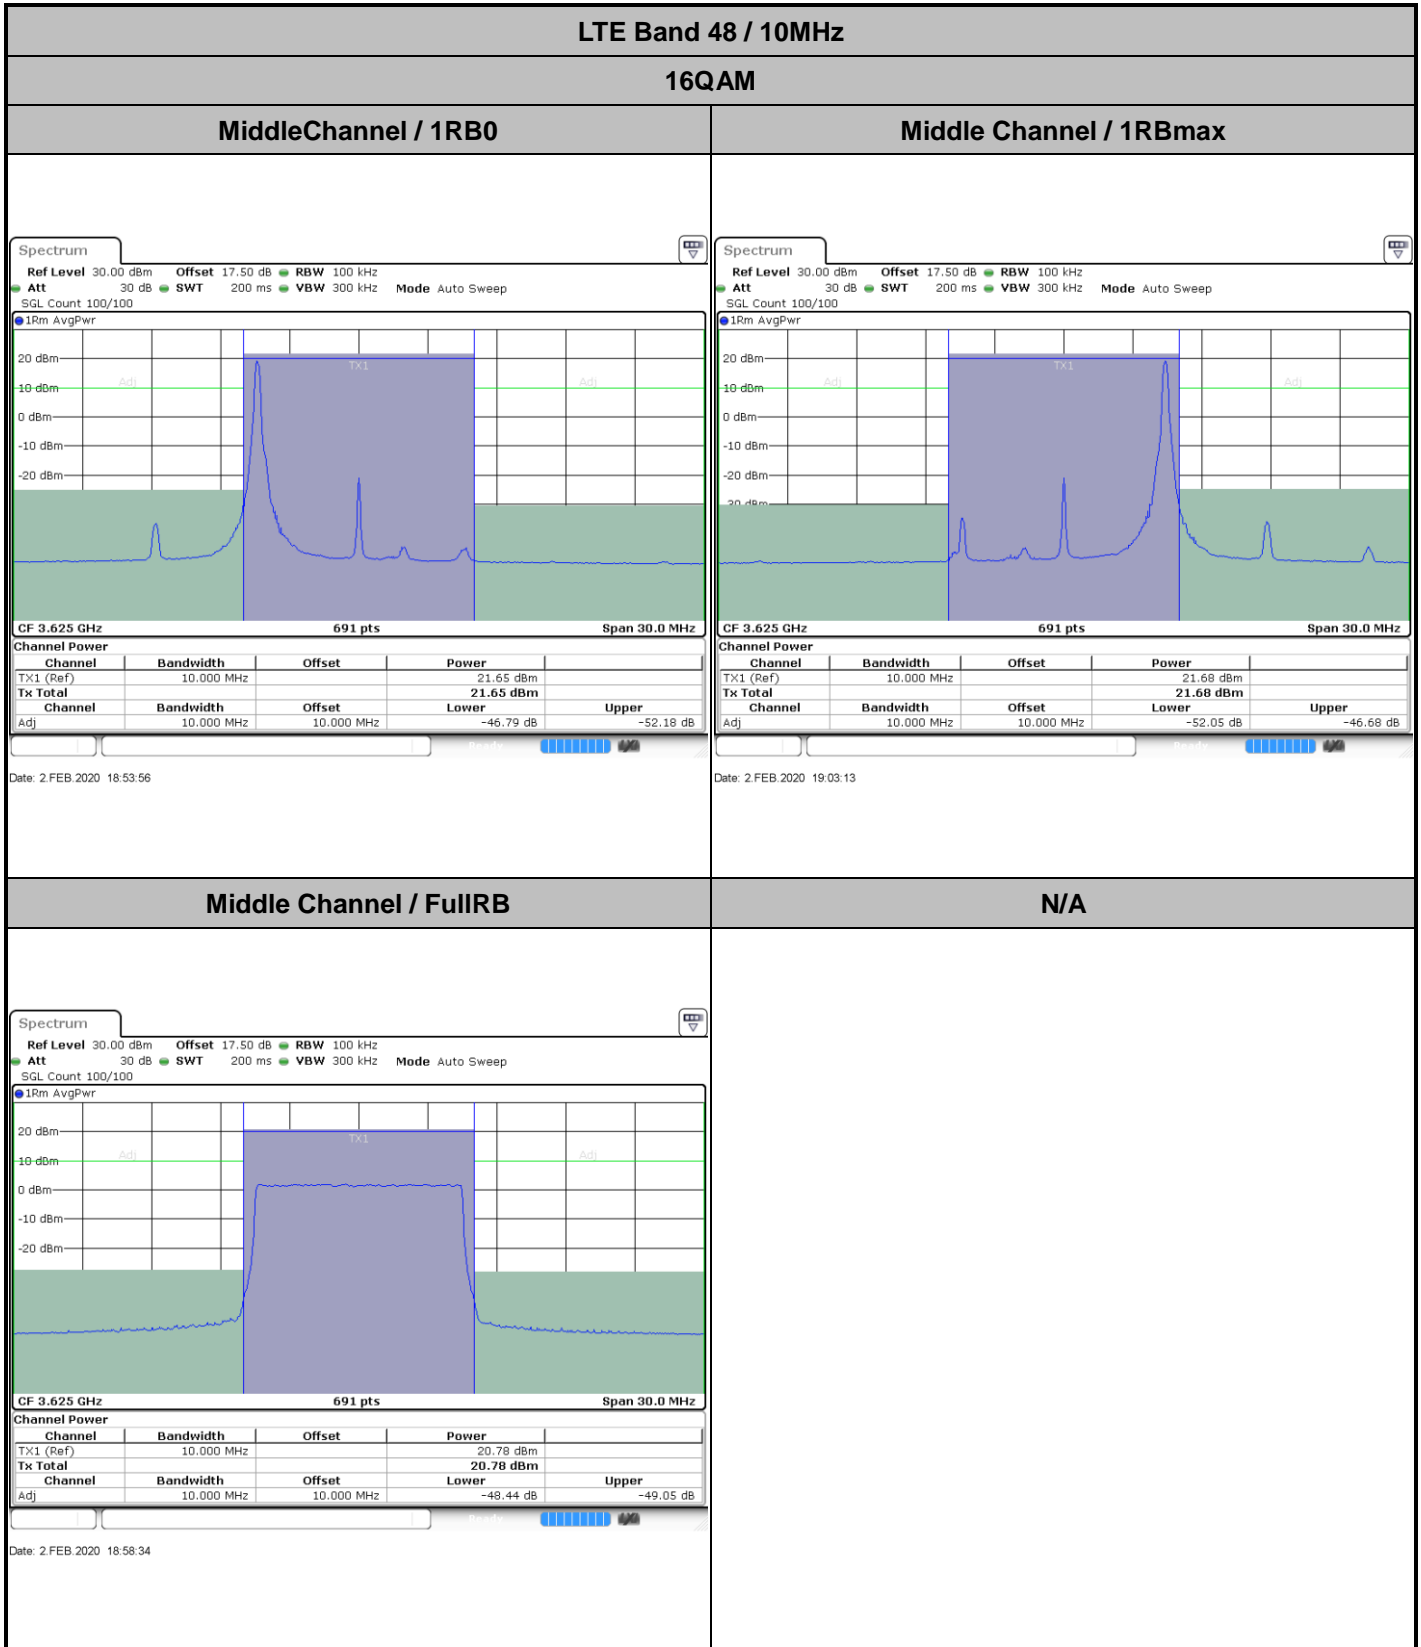 LTE Band 48 / 10MHz
16QAM
MiddleChannel / 1RB0
Middle Channel / 1RBmax
Spectrum
Ref Level 30.00 dBm Offset 17.50 dB RBW 100 kHz
Att 30 dB SWT 200 ms VBW 300 kHz Mode Auto Sweep
SGL Count 100/100
1Rm AvgPwr
20 dBm
TX1
10 dBm
Adj
Adj
0 dBm
-10 dBm
-20 dBm
CF 3.625 GHz 691 pts Span 30.0 MHz
Channel Power
Channel Bandwidth Offset Power
TX1 (Ref) 10.000 MHz 21.65 dBm
Tx Total 21.65 dBm
Channel Bandwidth Offset Lower Upper
Adj 10.000 MHz 10.000 MHz -46.79 dB -52.18 dB
Ready
Date: 2.FEB.2020 18:53:56
Spectrum
Ref Level 30.00 dBm Offset 17.50 dB RBW 100 kHz
Att 30 dB SWT 200 ms VBW 300 kHz Mode Auto Sweep
SGL Count 100/100
1Rm AvgPwr
20 dBm
TX1
10 dBm
Adj
Adj
0 dBm
-10 dBm
-20 dBm
-30 dBm
CF 3.625 GHz 691 pts Span 30.0 MHz
Channel Power
Channel Bandwidth Offset Power
TX1 (Ref) 10.000 MHz 21.68 dBm
Tx Total 21.68 dBm
Channel Bandwidth Offset Lower Upper
Adj 10.000 MHz 10.000 MHz -52.05 dB -46.68 dB
Ready
Date: 2.FEB.2020 19:03:13
Middle Channel / FullRB
N/A
Spectrum
Ref Level 30.00 dBm Offset 17.50 dB RBW 100 kHz
Att 30 dB SWT 200 ms VBW 300 kHz Mode Auto Sweep
SGL Count 100/100
1Rm AvgPwr
20 dBm
TX1
10 dBm
Adj
Adj
0 dBm
-10 dBm
-20 dBm
CF 3.625 GHz 691 pts Span 30.0 MHz
Channel Power
Channel Bandwidth Offset Power
TX1 (Ref) 10.000 MHz 20.78 dBm
Tx Total 20.78 dBm
Channel Bandwidth Offset Lower Upper
Adj 10.000 MHz 10.000 MHz -48.44 dB -49.05 dB
Ready
Date: 2.FEB.2020 18:58:34